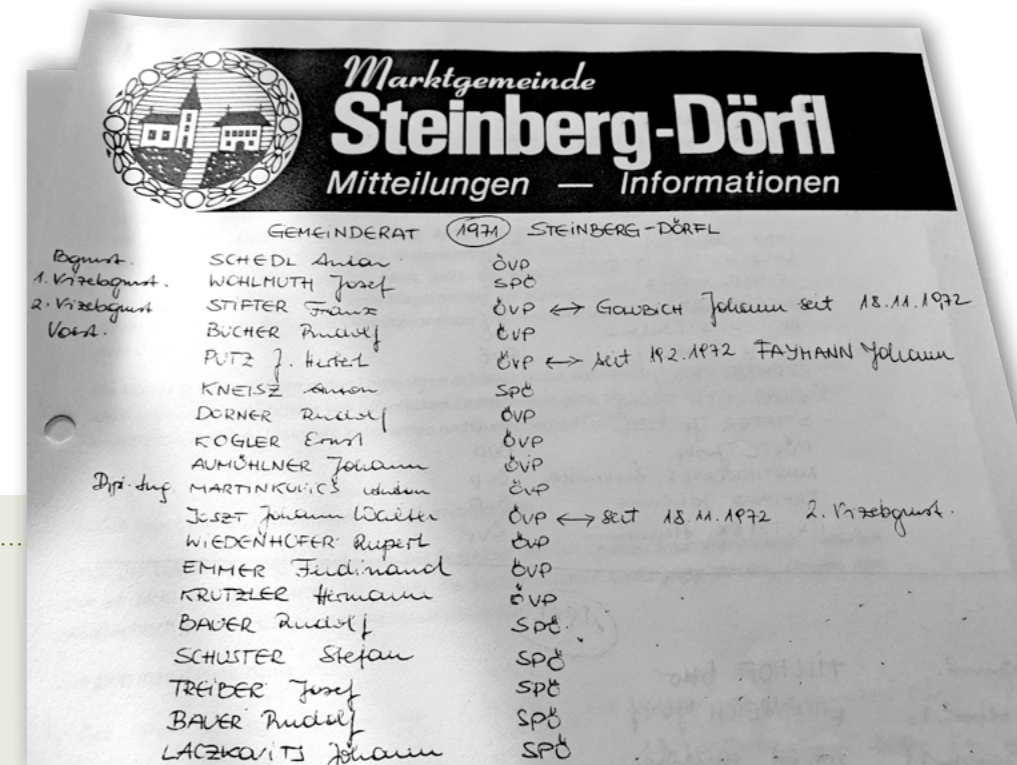 Marktgemeinde
Steinberg-Dörfl
Mitteilungen — Informationen
GEMEINDERAT 1971 STEINBERG-DÖRFL
Bgmst. SCHEDL Anton ÖVP
1. Vizebgmst. WOHLMUTH Josef SPÖ
2. Vizebgmst STIFTER Franz ÖVP ↔ GOLUBICH Johann seit 18.11.1972
Vorst. BÜCHER Rudolf ÖVP
PUTZ J. ÖVP ↔ seit 19.2.1972 FAYMANN Johann
KNEISZ Anton SPÖ
DORNER Rudolf ÖVP
KOGLER Ernst ÖVP
AUMÜHLNER Johann ÖVP
Dipl. Ing. MARTINKOVICS Anton ÖVP
JOSZT Johann Walter ÖVP ↔ seit 18.11.1972 2. Vizebgmst.
WIEDENHOFER Rupert ÖVP
EMMER Ferdinand ÖVP
KRUTZLER Hermann ÖVP
BAUER Rudolf SPÖ
SCHUSTER Stefan SPÖ
TREIBER Josef SPÖ
BAUER Rudolf SPÖ
LACZKOVITS Johann SPÖ